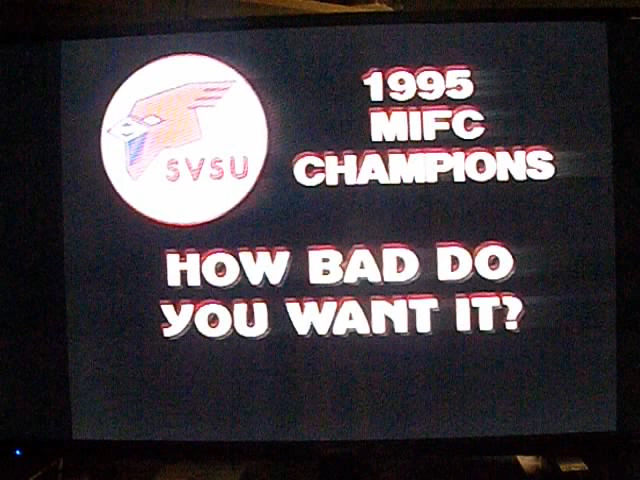 SVSU
1995
MIFC
CHAMPIONS
HOW BAD DO
YOU WANT IT?